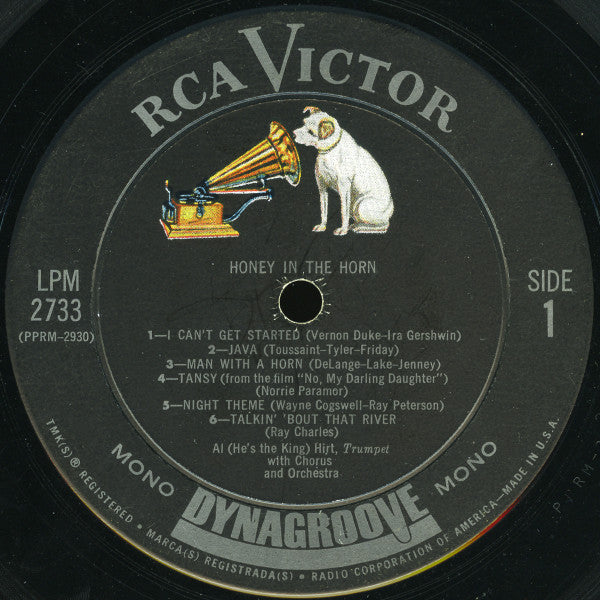 RCA VICTOR
HONEY IN THE HORN
LPM
2733
(PPRM-2930)
SIDE
1
1—I CAN'T GET STARTED (Vernon Duke-Ira Gershwin)
2—JAVA (Toussaint-Tyler-Friday)
3—MAN WITH A HORN (DeLange-Lake-Jenney)
4—TANSY (from the film "No, My Darling Daughter")
(Norrie Paramor)
5—NIGHT THEME (Wayne Cogswell-Ray Peterson)
6—TALKIN' 'BOUT THAT RIVER
(Ray Charles)
Al (He's the King) Hirt, Trumpet
with Chorus
and Orchestra
MONO
DYNAGROOVE
MONO
TMK(S) ® REGISTERED • MARCA(S) REGISTRADA(S) • RADIO CORPORATION OF AMERICA—MADE IN U.S.A.